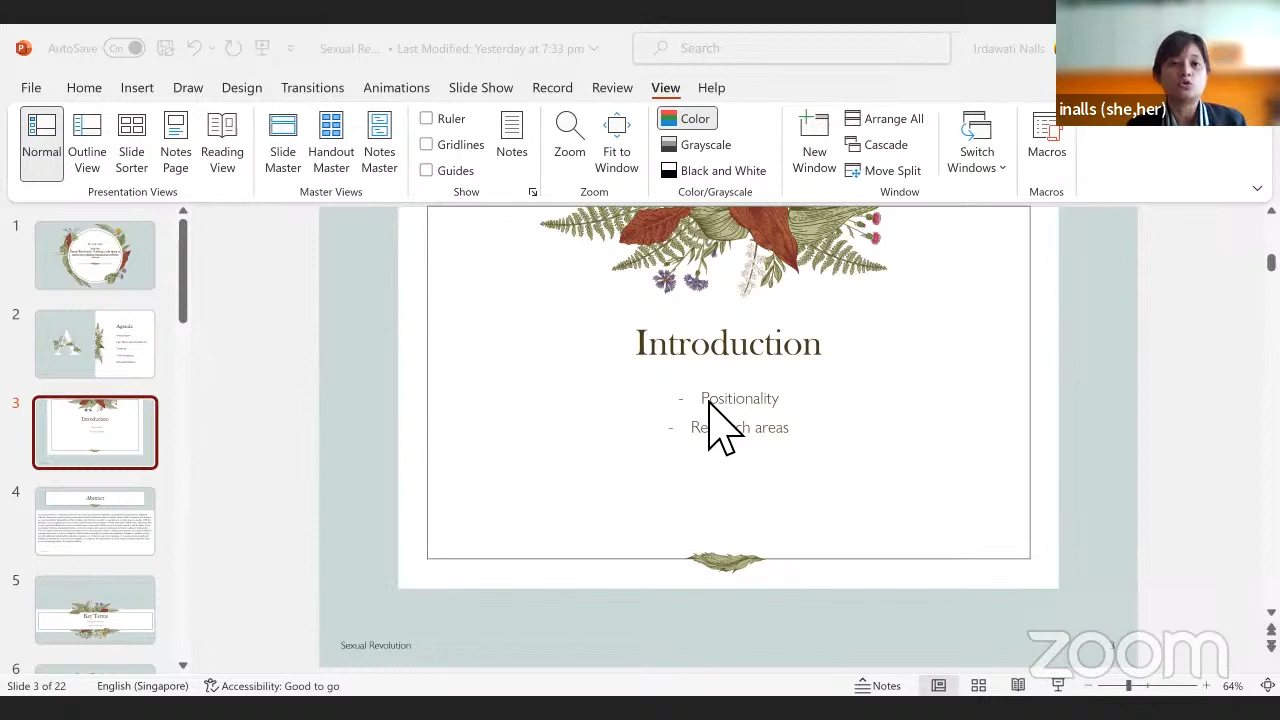 AutoSave On Sexual Re... • Last Modified: Yesterday at 7:33 pm Search Irdawati Nalls
inalls (she,her)
File Home Insert Draw Design Transitions Animations Slide Show Record Review View Help
Normal Outline View Slide Sorter Notes Page Reading View
Presentation Views
Slide Master Handout Master Notes Master
Master Views
Ruler
Gridlines
Guides
Notes
Show
Zoom Fit to Window
Zoom
Color
Grayscale
Black and White
Color/Grayscale
New Window
Arrange All
Cascade
Move Split
Switch Windows
Window
Macros
Macros
1
2
Agenda
3
Introduction
4
Abstract
5
Key Terms
6
Introduction
- Positionality
- Research areas
Sexual Revolution
3
zoom
Slide 3 of 22 English (Singapore) Accessibility: Good to go Notes 64%